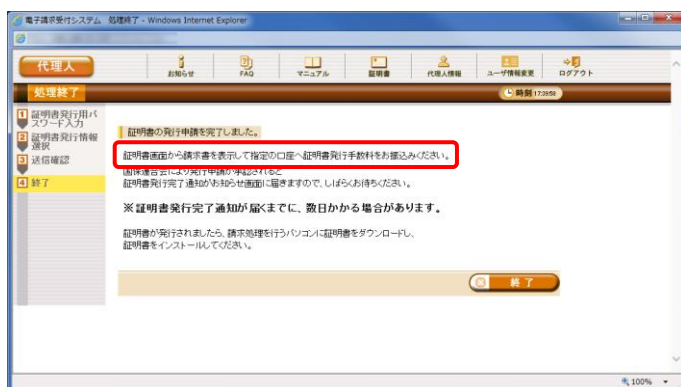 電子請求受付システム 処理終了 - Windows Internet Explorer
代理人
お知らせ
FAQ
マニュアル
証明書
代理人情報
ユーザ情報変更
ログアウト
処理終了
時刻 17:39:58
1 証明書発行用パスワード入力
2 証明書発行情報選択
3 送信確認
4 終了
証明書の発行申請を完了しました。
証明書画面から請求書を表示して指定の口座へ証明書発行手数料をお振込みください。
国保連合会により発行申請が承認されると
証明書発行完了通知がお知らせ画面に届きますので、しばらくお待ちください。
※証明書発行完了通知が届くまでに、数日かかる場合があります。
証明書が発行されましたら、請求処理を行うパソコンに証明書をダウンロードし、
証明書をインストールしてください。
終了
100%